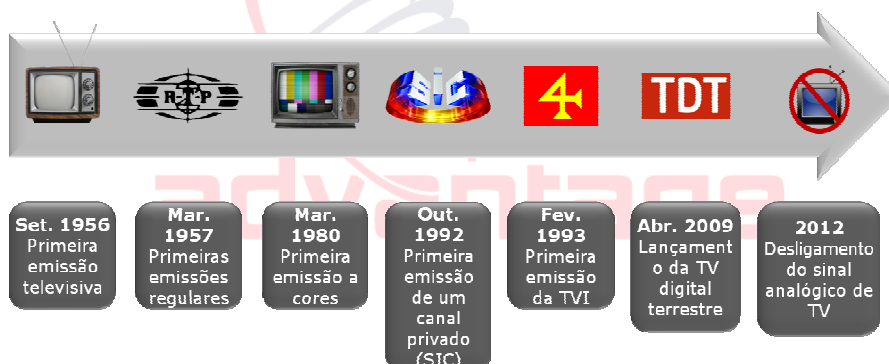 RTP
SIC
4
TDT
advantage
Set. 1956
Primeira
emissão
televisiva
Mar.
1957
Primeiras
emissões
regulares
Mar.
1980
Primeira
emissão a
cores
Out.
1992
Primeira
emissão
de um
canal
privado
(SIC)
Fev.
1993
Primeira
emissão
da TVI
Abr. 2009
Lançament
o da TV
digital
terrestre
2012
Desligamento
do sinal
analógico de
TV